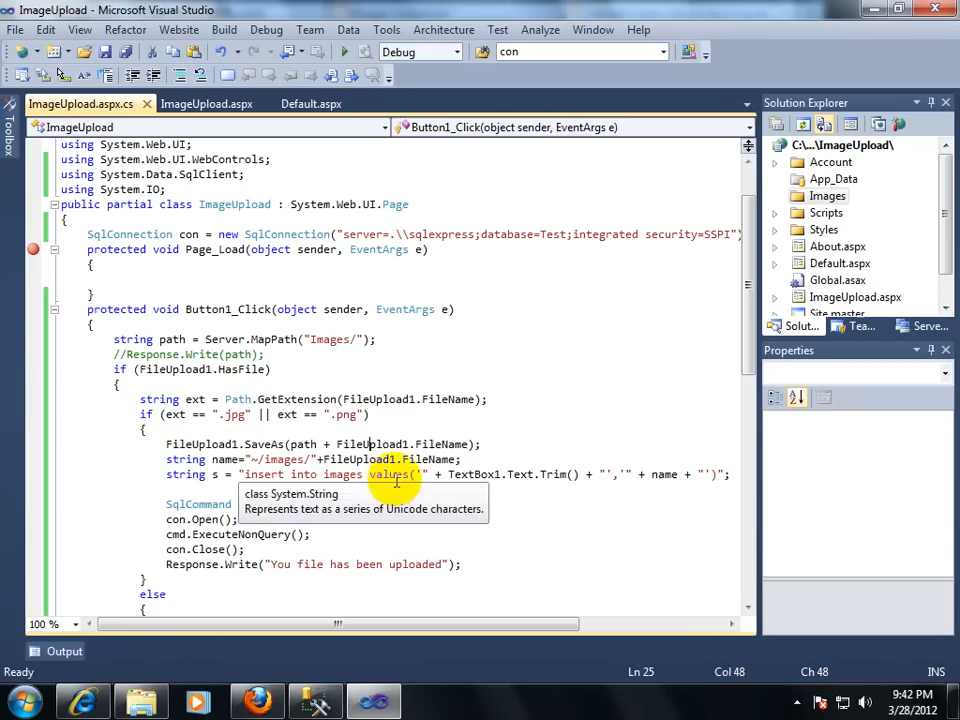 ImageUpload - Microsoft Visual Studio
File Edit View Refactor Website Build Debug Team Data Tools Architecture Test Analyze Window Help
Debug con
ImageUpload.aspx.cs ImageUpload.aspx Default.aspx
ImageUpload Button1_Click(object sender, EventArgs e)
using System.Web.UI;
using System.Web.UI.WebControls;
using System.Data.SqlClient;
using System.IO;
public partial class ImageUpload : System.Web.UI.Page
{
SqlConnection con = new SqlConnection("server=.\\sqlexpress;database=Test;integrated security=SSPI")
protected void Page_Load(object sender, EventArgs e)
{
}
protected void Button1_Click(object sender, EventArgs e)
{
string path = Server.MapPath("Images/");
//Response.Write(path);
if (FileUpload1.HasFile)
{
string ext = Path.GetExtension(FileUpload1.FileName);
if (ext == ".jpg" || ext == ".png")
{
FileUpload1.SaveAs(path + FileUpload1.FileName);
string name="~/images/"+FileUpload1.FileName;
string s = "insert into images values('" + TextBox1.Text.Trim() + "','" + name + "')";
class System.String
Represents text as a series of Unicode characters.
SqlCommand
con.Open();
cmd.ExecuteNonQuery();
con.Close();
Response.Write("You file has been uploaded");
}
else
{
100 %
Output
Solution Explorer
C:\...\ImageUpload\
Account
App_Data
Images
Scripts
Styles
About.aspx
Default.aspx
Global.asax
ImageUpload.aspx
Site.master
Solut... Tea... Serve...
Properties
Ready Ln 25 Col 48 Ch 48 INS
9:42 PM
3/28/2012